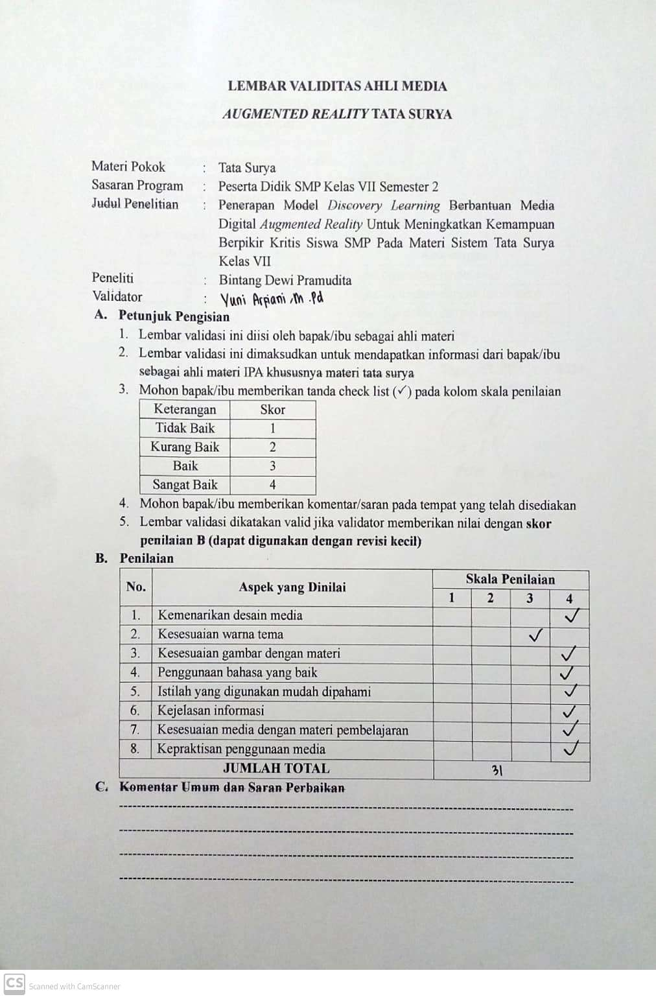 LEMBAR VALIDITAS AHLI MEDIA
AUGMENTED REALITY TATA SURYA
Materi Pokok : Tata Surya
Sasaran Program : Peserta Didik SMP Kelas VII Semester 2
Judul Penelitian : Penerapan Model Discovery Learning Berbantuan Media
Digital Augmented Reality Untuk Meningkatkan Kemampuan
Berpikir Kritis Siswa SMP Pada Materi Sistem Tata Surya
Kelas VII
Peneliti : Bintang Dewi Pramudita
Validator : Yuni Arpiani ,M .Pd
A. Petunjuk Pengisian
1. Lembar validasi ini diisi oleh bapak/ibu sebagai ahli materi
2. Lembar validasi ini dimaksudkan untuk mendapatkan informasi dari bapak/ibu
sebagai ahli materi IPA khususnya materi tata surya
3. Mohon bapak/ibu memberikan tanda check list (✓) pada kolom skala penilaian
Keterangan Skor
Tidak Baik 1
Kurang Baik 2
Baik 3
Sangat Baik 4
4. Mohon bapak/ibu memberikan komentar/saran pada tempat yang telah disediakan
5. Lembar validasi dikatakan valid jika validator memberikan nilai dengan skor
penilaian B (dapat digunakan dengan revisi kecil)
B. Penilaian
No. Aspek yang Dinilai Skala Penilaian
1 2 3 4
1. Kemenarikan desain media ✓
2. Kesesuaian warna tema ✓
3. Kesesuaian gambar dengan materi ✓
4. Penggunaan bahasa yang baik ✓
5. Istilah yang digunakan mudah dipahami ✓
6. Kejelasan informasi ✓
7. Kesesuaian media dengan materi pembelajaran ✓
8. Kepraktisan penggunaan media ✓
JUMLAH TOTAL 31
C. Komentar Umum dan Saran Perbaikan
CS Scanned with CamScanner